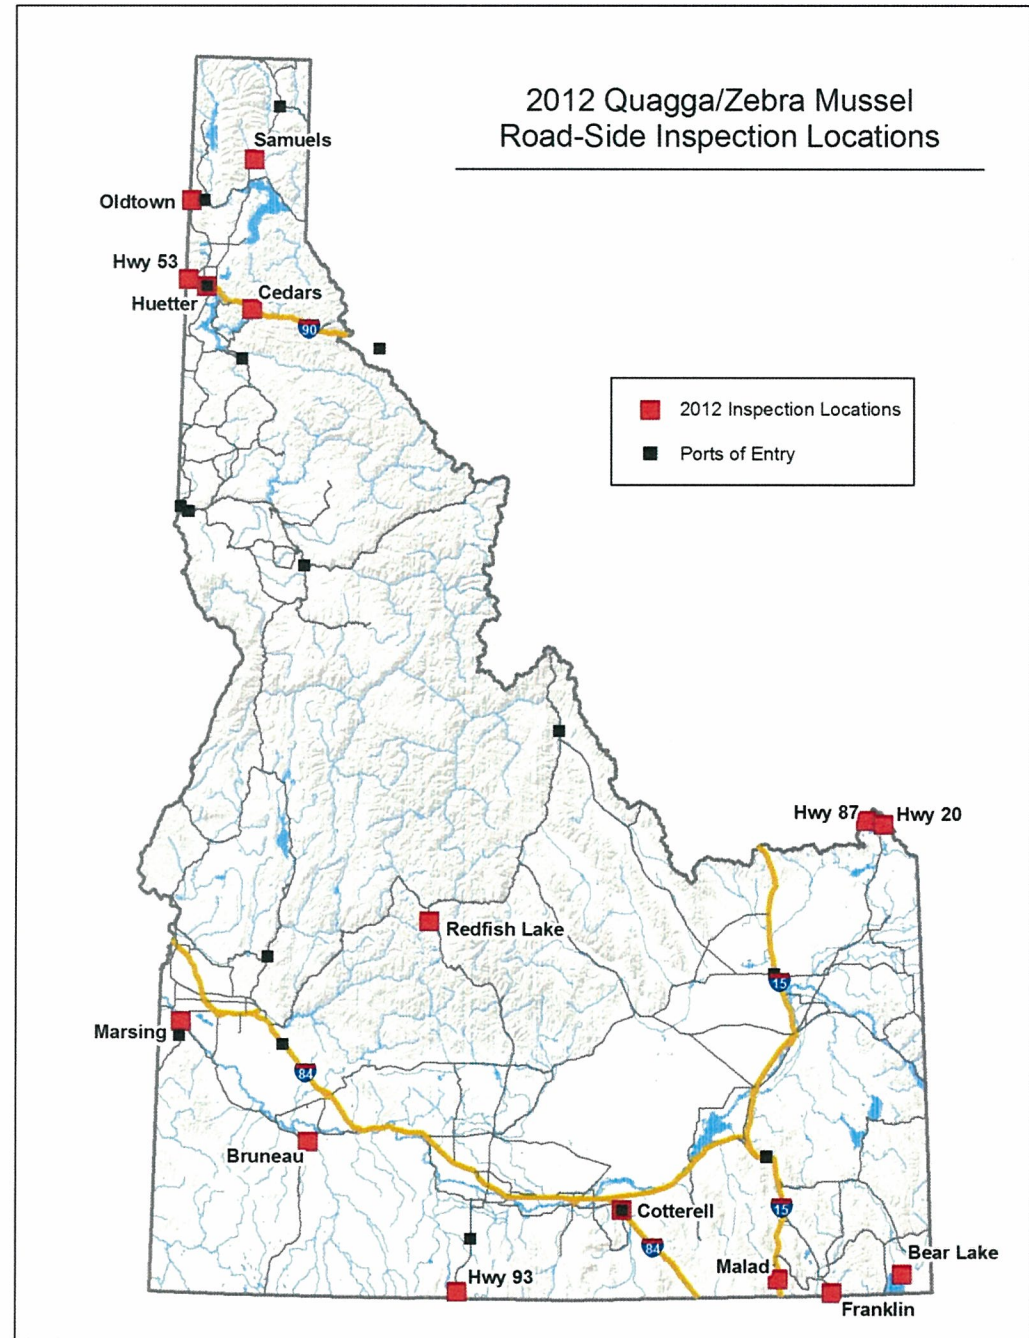 2012 Quagga/Zebra Mussel
Road-Side Inspection Locations
Samuels
Oldtown
Hwy 53
Huetter
Cedars
90
2012 Inspection Locations
Ports of Entry
Hwy 87
Hwy 20
Redfish Lake
15
Marsing
84
Bruneau
Cotterell
15
84
Hwy 93
Malad
Bear Lake
Franklin